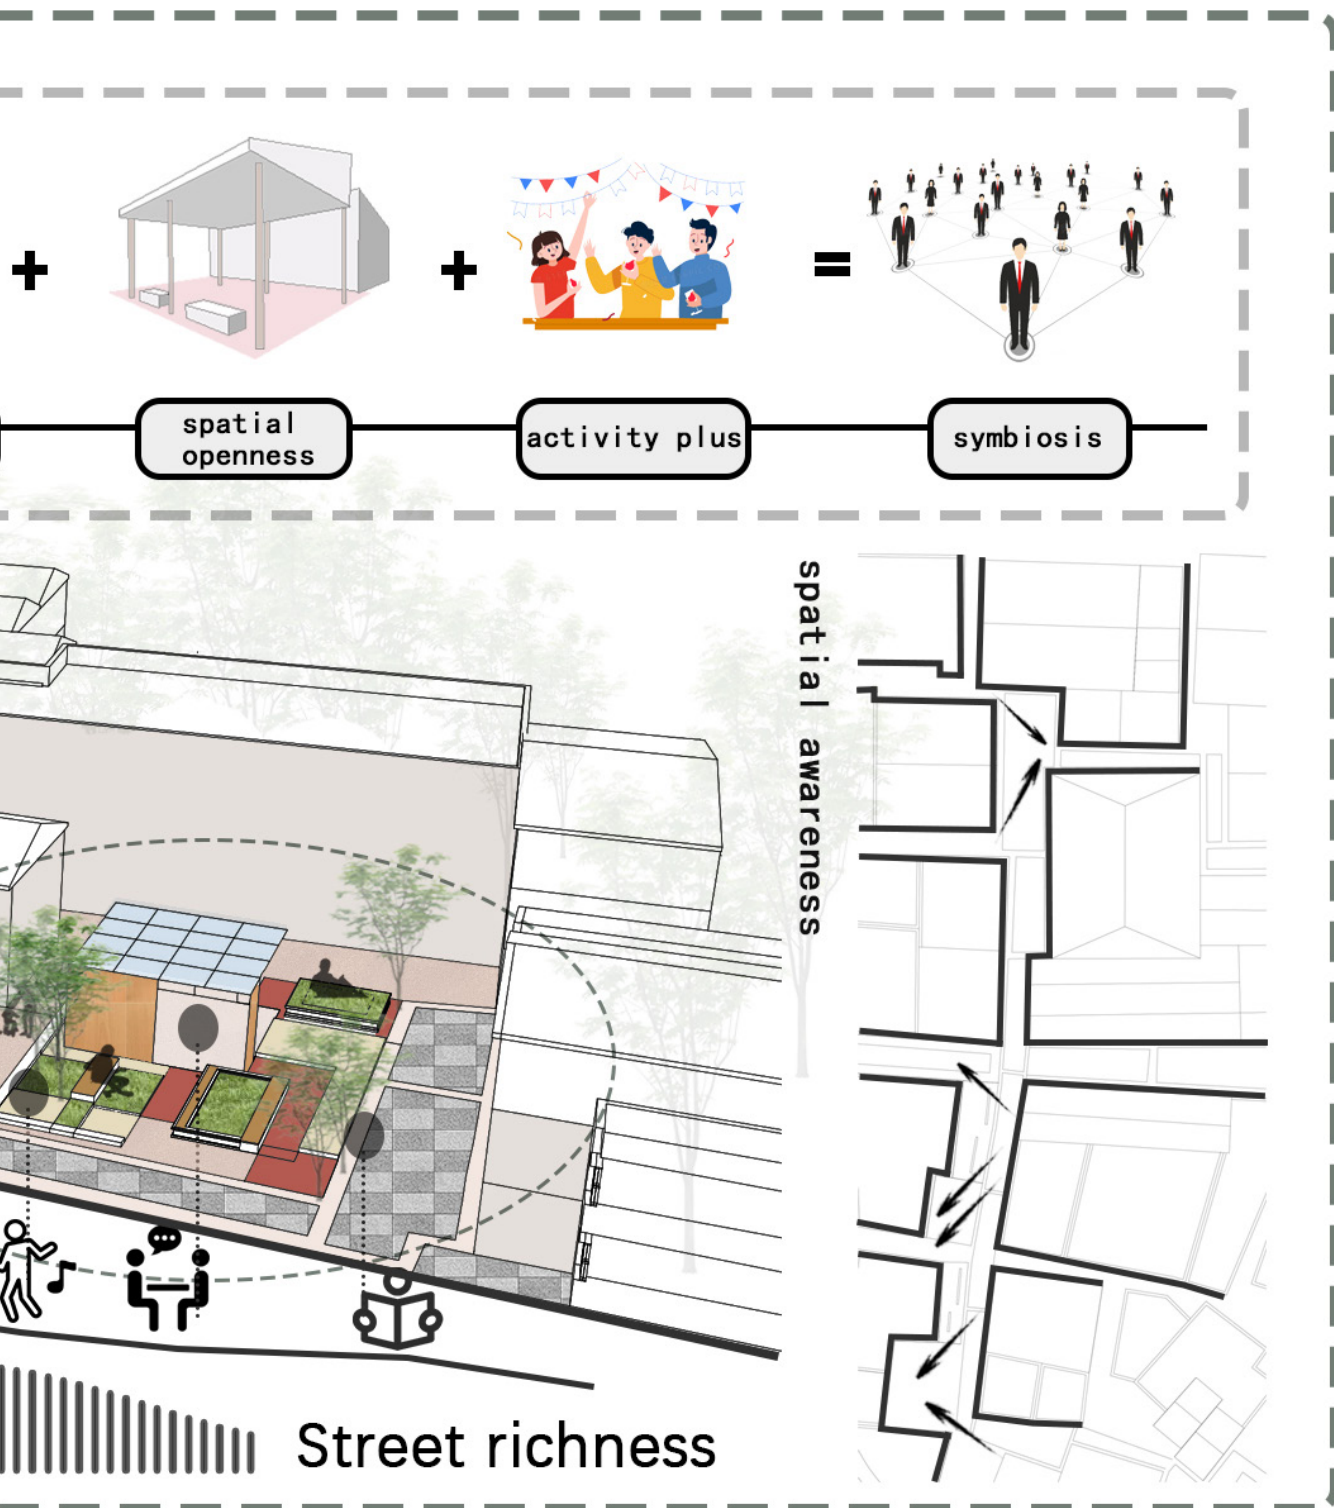 +
+
=
spatial
openness
activity plus
symbiosis
spatial awareness
Street richness